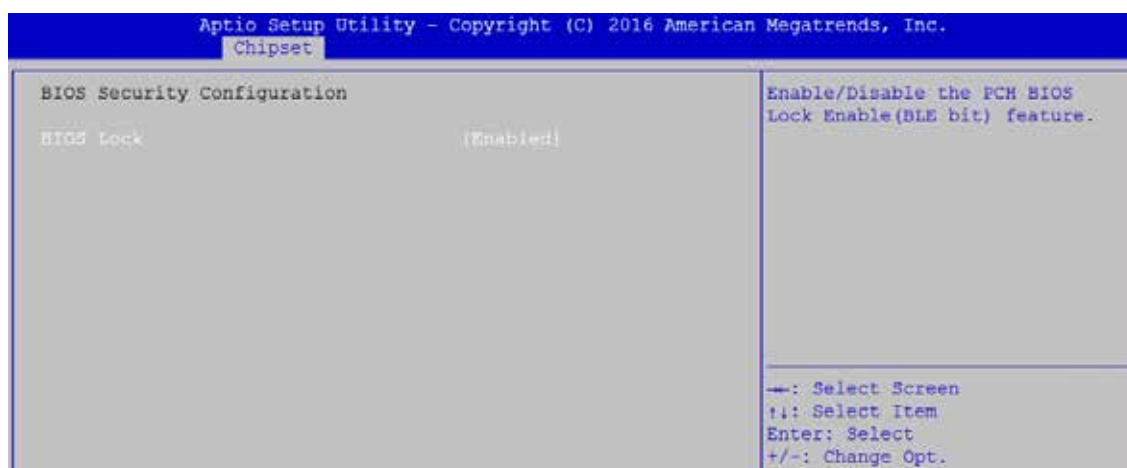 Aptio Setup Utility – Copyright (C) 2016 American Megatrends, Inc.
Chipset
BIOS Security Configuration
BIOS Lock [Enabled]
Enable/Disable the PCH BIOS
Lock Enable(BLE bit) feature.
→←: Select Screen
↑↓: Select Item
Enter: Select
+/-: Change Opt.